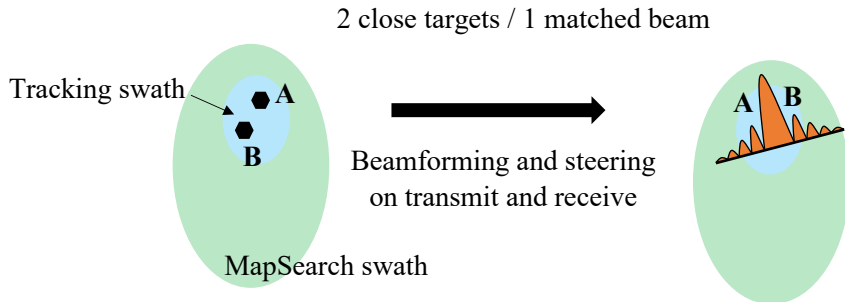 2 close targets / 1 matched beam
Tracking swath
A
B
Beamforming and steering
on transmit and receive
MapSearch swath
A
B